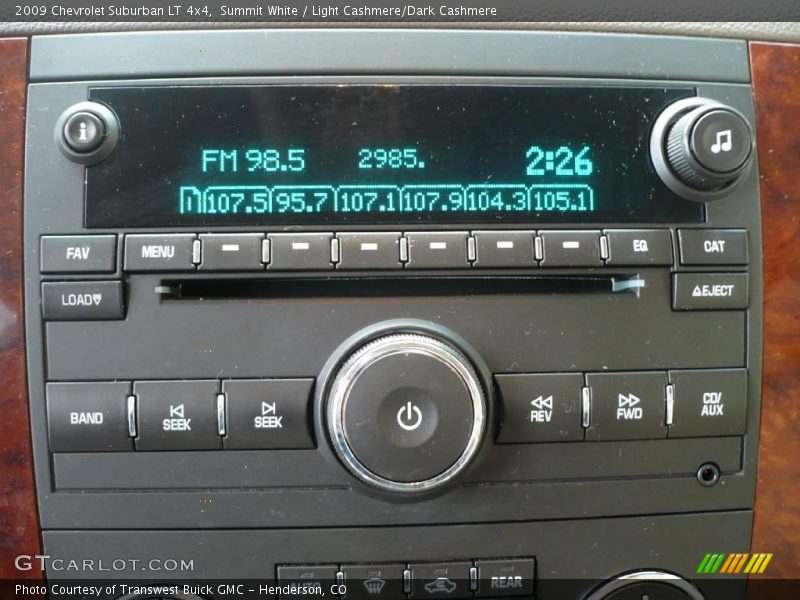 2009 Chevrolet Suburban LT 4x4, Summit White / Light Cashmere/Dark Cashmere
i
FM 98.5 2985. 2:26
107.5 95.7 107.1 107.9 104.3 105.1
FAV MENU EQ CAT
LOAD EJECT
BAND SEEK SEEK REV FWD CD/AUX
REAR
GTCARLOT.COM
Photo Courtesy of Transwest Buick GMC - Henderson, CO